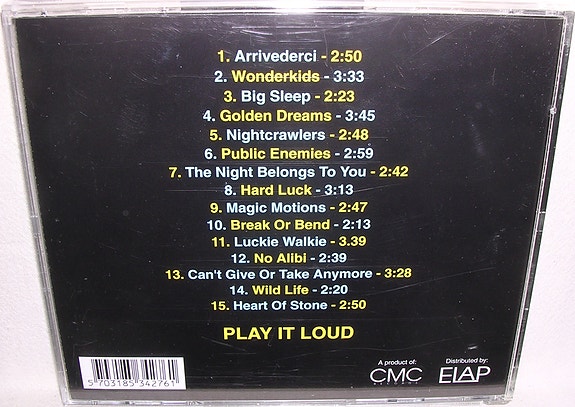 1. Arrivederci - 2:50
2. Wonderkids - 3:33
3. Big Sleep - 2:23
4. Golden Dreams - 3:45
5. Nightcrawlers - 2:48
6. Public Enemies - 2:59
7. The Night Belongs To You - 2:42
8. Hard Luck - 3:13
9. Magic Motions - 2:47
10. Break Or Bend - 2:13
11. Luckie Walkie - 3.39
12. No Alibi - 2:39
13. Can't Give Or Take Anymore - 3:28
14. Wild Life - 2:20
15. Heart Of Stone - 2:50
PLAY IT LOUD
A product of: Distributed by:
CMC ELAP
5 703185 342761